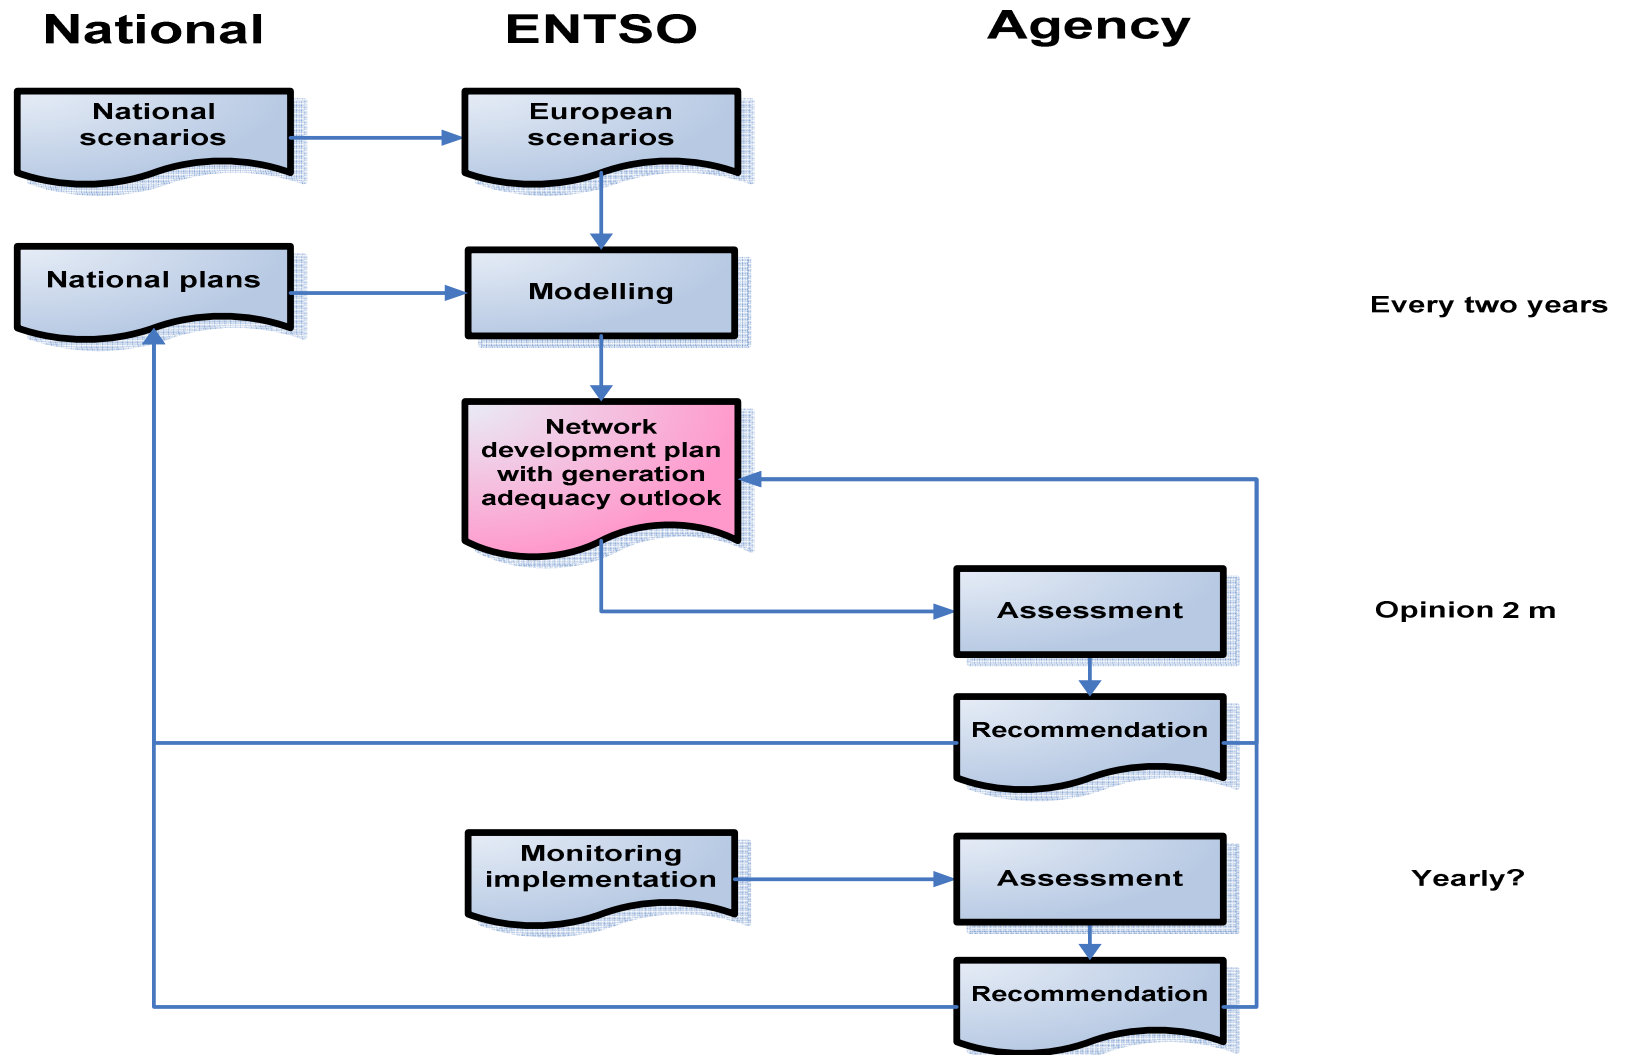 National
ENTSO
Agency
National
scenarios
European
scenarios
National plans
Modelling
Every two years
Network
development plan
with generation
adequacy outlook
Assessment
Opinion 2 m
Recommendation
Monitoring
implementation
Assessment
Yearly?
Recommendation